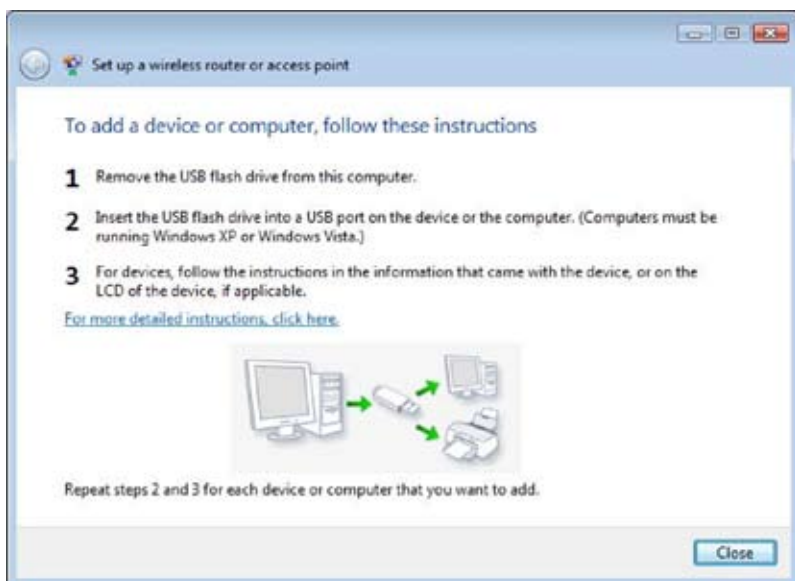 Set up a wireless router or access point
To add a device or computer, follow these instructions
1 Remove the USB flash drive from this computer.
2 Insert the USB flash drive into a USB port on the device or the computer. (Computers must be
running Windows XP or Windows Vista.)
3 For devices, follow the instructions in the information that came with the device, or on the
LCD of the device, if applicable.
For more detailed instructions, click here.
Repeat steps 2 and 3 for each device or computer that you want to add.
Close